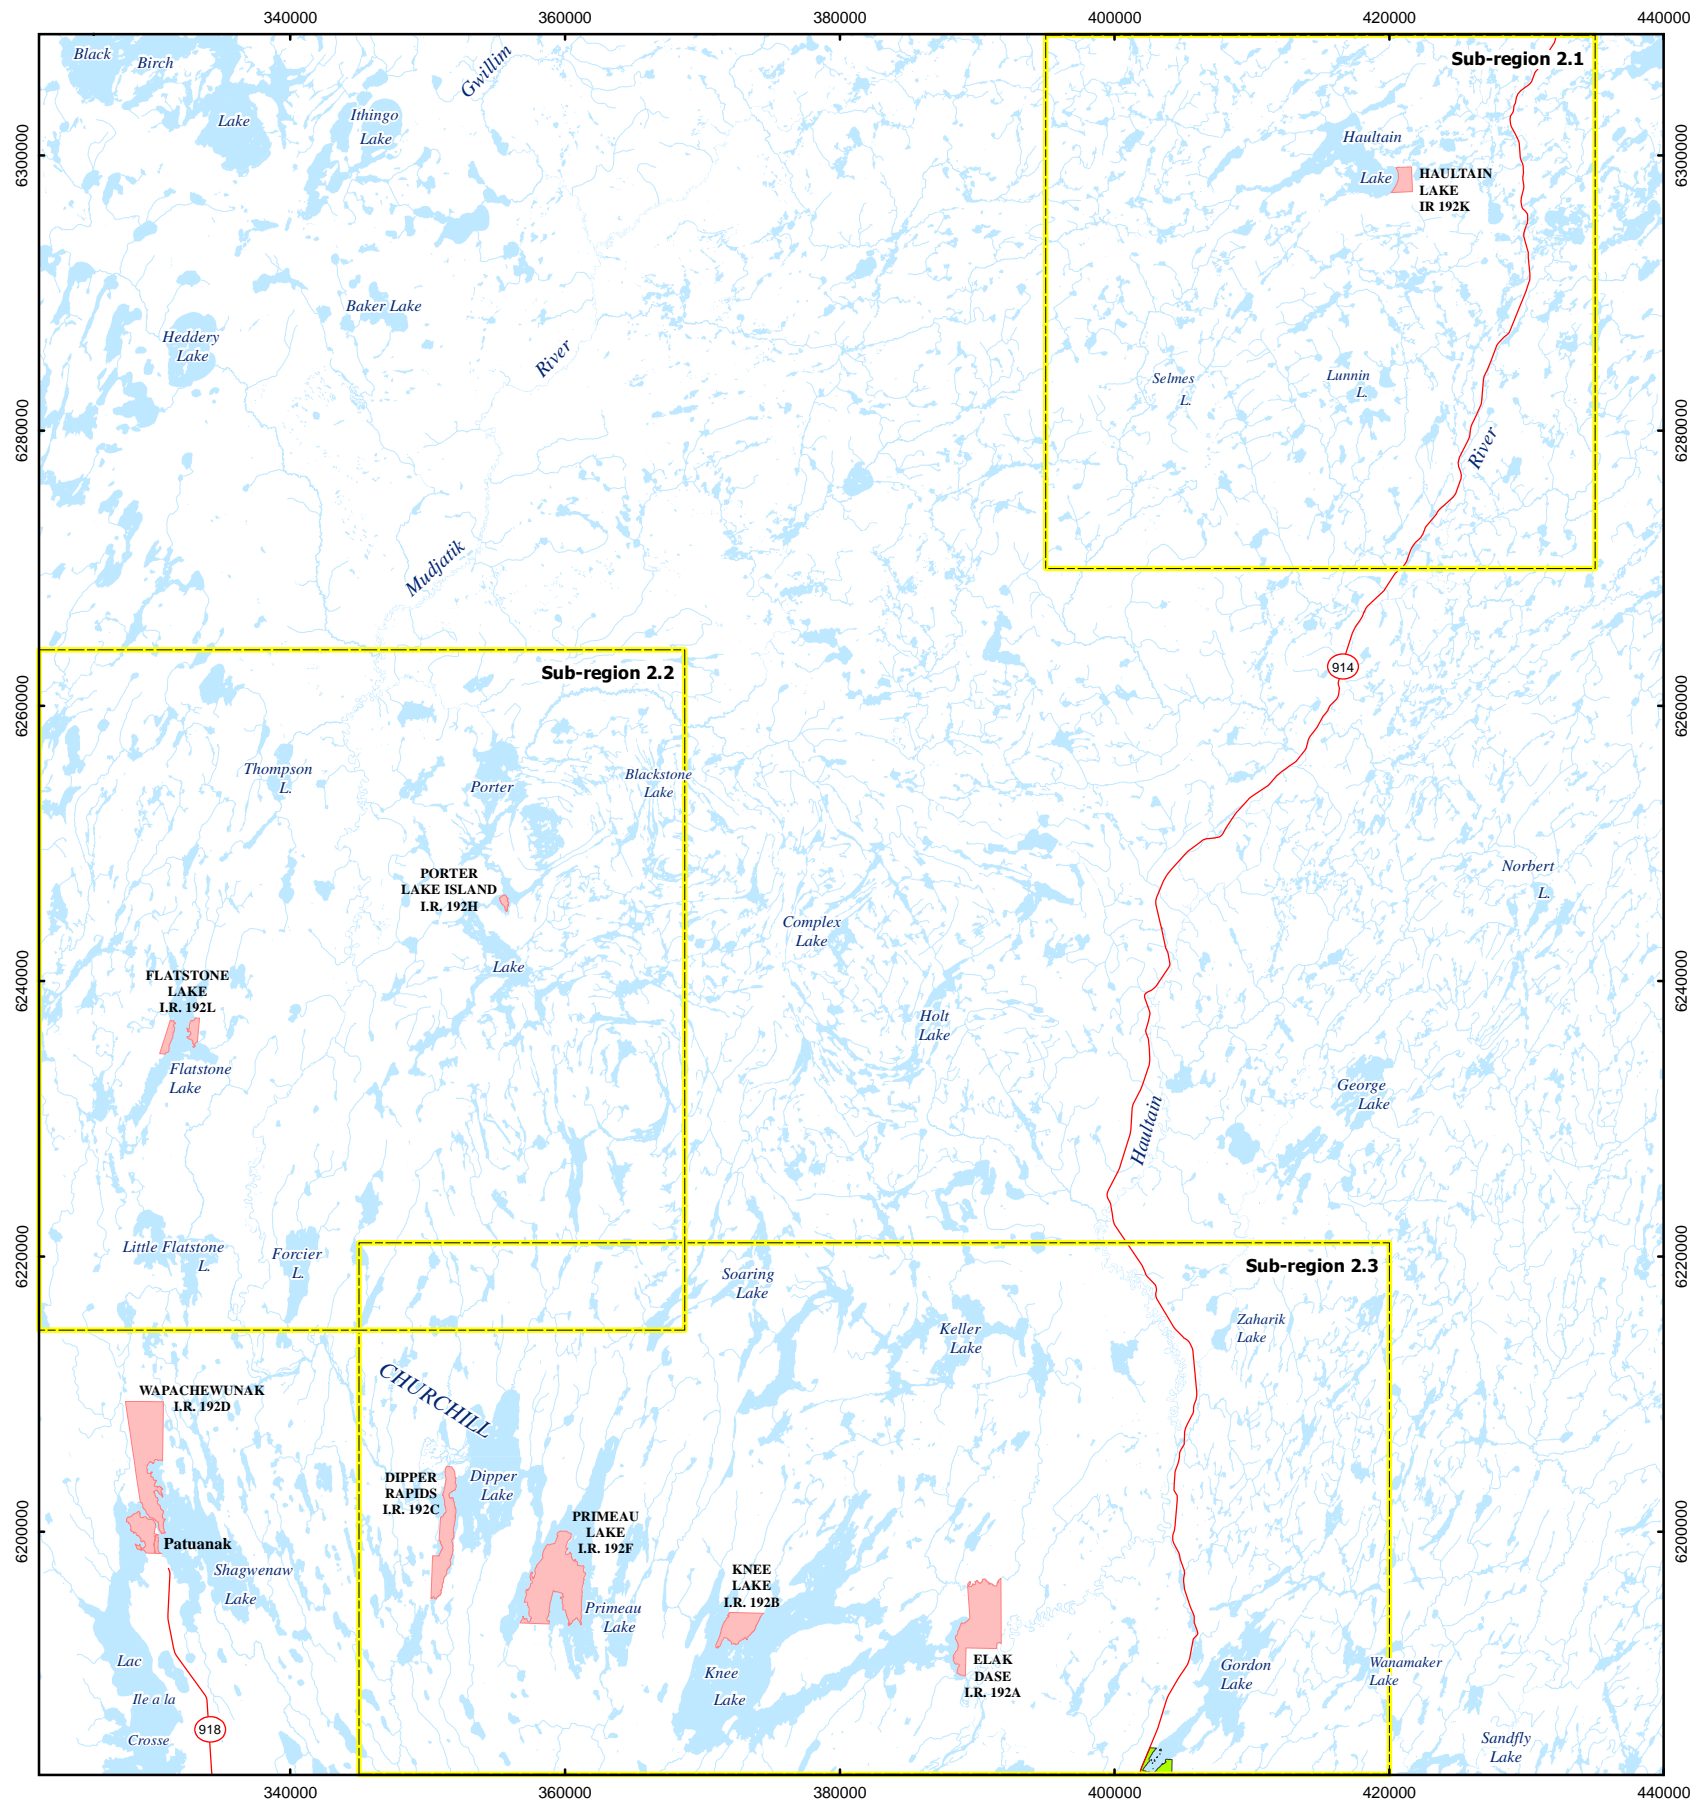 340000 360000 380000 400000 420000 440000
Black
Birch
Lake
Ithingo
Lake
Gwillim
Sub-region 2.1
Haultain
Lake
HAULTAIN
LAKE
IR 192K
6300000
6300000
Baker Lake
Heddery
Lake
River
Selmes
L.
Lunnin
L.
River
6280000
6280000
Mudjatik
914
Sub-region 2.2
6260000
6260000
Thompson
L.
Porter
Blackstone
Lake
PORTER
LAKE ISLAND
I.R. 192H
Lake
Complex
Lake
Norbert
L.
FLATSTONE
LAKE
I.R. 192L
6240000
6240000
Flatstone
Lake
Holt
Lake
George
Lake
Haultain
Little Flatstone
L.
Forcier
L.
6220000
6220000
Soaring
Lake
Sub-region 2.3
Keller
Lake
Zaharik
Lake
CHURCHILL
WAPACHEWUNAK
I.R. 192D
DIPPER
RAPIDS
I.R. 192C
Dipper
Lake
PRIMEAU
LAKE
I.R. 192F
6200000
6200000
Patuanak
Shagwenaw
Lake
KNEE
LAKE
I.R. 192B
Primeau
Lake
ELAK
DASE
I.R. 192A
Lac
Ile a la
Crosse
Knee
Lake
Gordon
Lake
Wanamaker
Lake
918
Sandfly
Lake
340000 360000 380000 400000 420000 440000